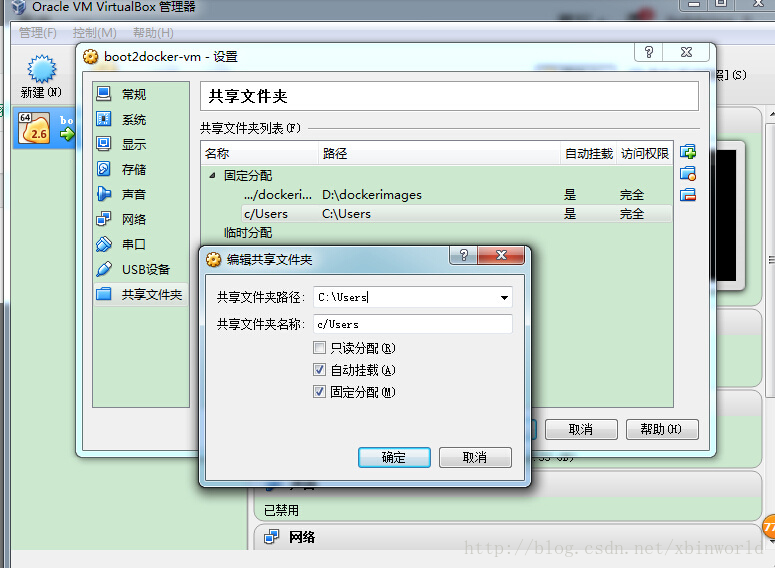 Oracle VM VirtualBox 管理器
管理(F) 控制(M) 帮助(H)
新建(N)
照](S)
64
2.6
bo
boot2docker-vm - 设置
常规
系统
显示
存储
声音
网络
串口
USB设备
共享文件夹
共享文件夹
共享文件夹列表(F)
名称 路径 自动挂载 访问权限
固定分配
.../dockeri... D:\dockerimages 是 完全
c/Users C:\Users 是 完全
临时分配
编辑共享文件夹
共享文件夹路径: C:\Users
共享文件夹名称: c/Users
只读分配(R)
自动挂载(A)
固定分配(M)
确定 取消
取消 帮助(H)
已禁用
网络
77
http://blog.csdn.net/xbinworld